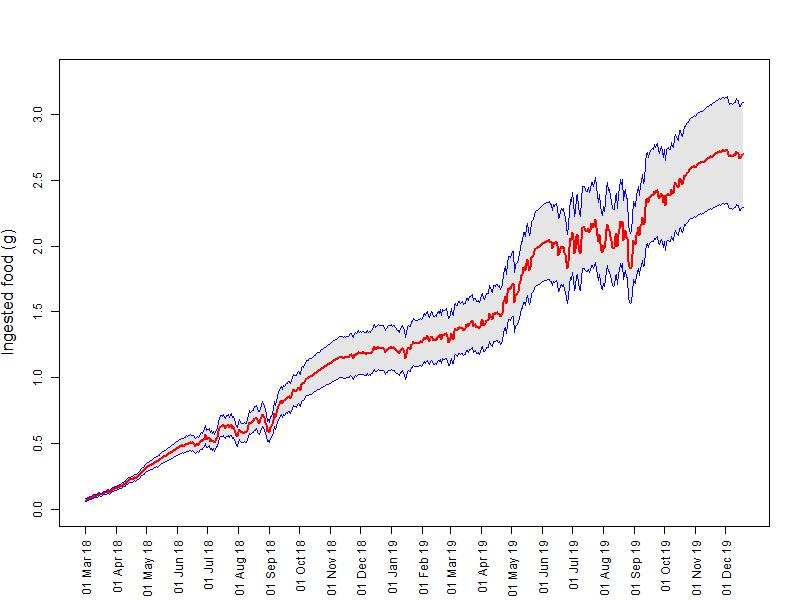 Ingested food (g)
3.0
2.5
2.0
1.5
1.0
0.5
0.0
01 Mar 18
01 Apr 18
01 May 18
01 Jun 18
01 Jul 18
01 Aug 18
01 Sep 18
01 Oct 18
01 Nov 18
01 Dec 18
01 Jan 19
01 Feb 19
01 Mar 19
01 Apr 19
01 May 19
01 Jun 19
01 Jul 19
01 Aug 19
01 Sep 19
01 Oct 19
01 Nov 19
01 Dec 19